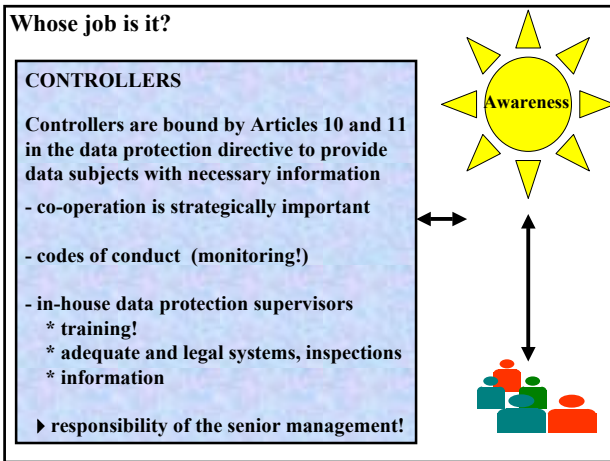 Whose job is it?
CONTROLLERS
Controllers are bound by Articles 10 and 11
in the data protection directive to provide
data subjects with necessary information
- co-operation is strategically important
- codes of conduct (monitoring!)
- in-house data protection supervisors
* training!
* adequate and legal systems, inspections
* information
responsibility of the senior management!
Awareness